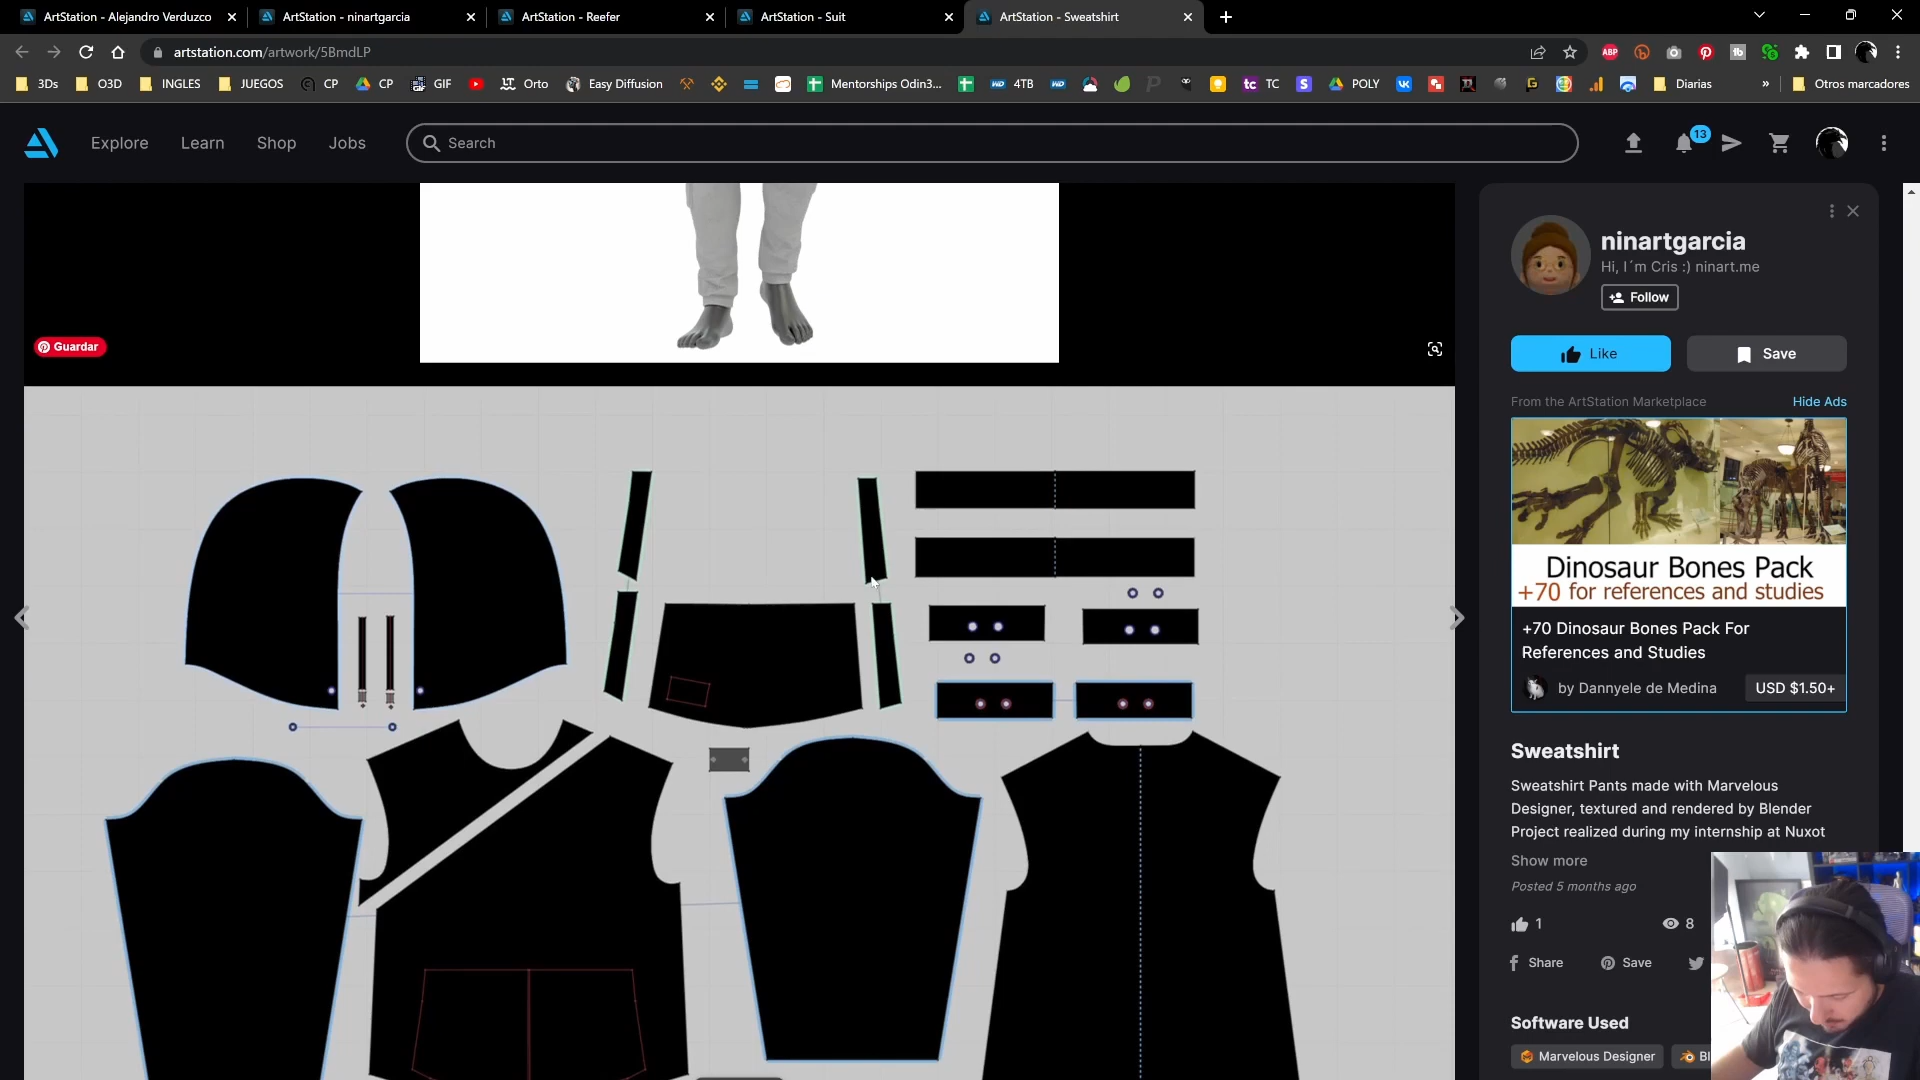 ArtStation - Alejandro Verduzco
ArtStation - ninartgarcia
ArtStation - Reefer
ArtStation - Suit
ArtStation - Sweatshirt
artstation.com/artwork/5BmdLP
ABP
3Ds
O3D
INGLES
JUEGOS
CP
CP
GIF
Orto
Easy Diffusion
Mentorships Odin3...
4TB
tc TC
POLY
Diarias
»
Otros marcadores
Explore
Learn
Shop
Jobs
Search
13
Guardar
ninartgarcia
Hi, I´m Cris :) ninart.me
Follow
Like
Save
From the ArtStation Marketplace
Hide Ads
Dinosaur Bones Pack
+70 for references and studies
+70 Dinosaur Bones Pack For
References and Studies
by Dannyele de Medina
USD $1.50+
Sweatshirt
Sweatshirt Pants made with Marvelous
Designer, textured and rendered by Blender
Project realized during my internship at Nuxot
Show more
Posted 5 months ago
1
8
Share
Save
Software Used
Marvelous Designer
Bl